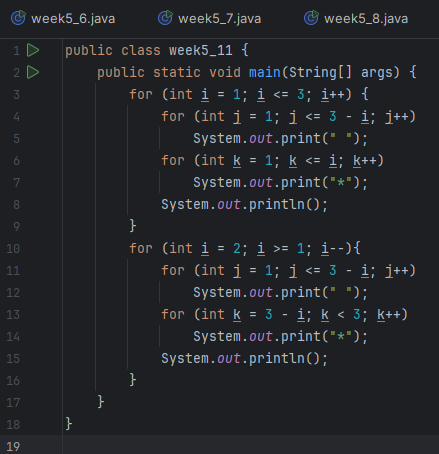 week5_6.java week5_7.java week5_8.java
1 public class week5_11 {
2 public static void main(String[] args) {
3 for (int i = 1; i <= 3; i++) {
4 for (int j = 1; j <= 3 - i; j++)
5 System.out.print(" ");
6 for (int k = 1; k <= i; k++)
7 System.out.print("*");
8 System.out.println();
9 }
10 for (int i = 2; i >= 1; i--){
11 for (int j = 1; j <= 3 - i; j++)
12 System.out.print(" ");
13 for (int k = 3 - i; k < 3; k++)
14 System.out.print("*");
15 System.out.println();
16 }
17 }
18 }
19